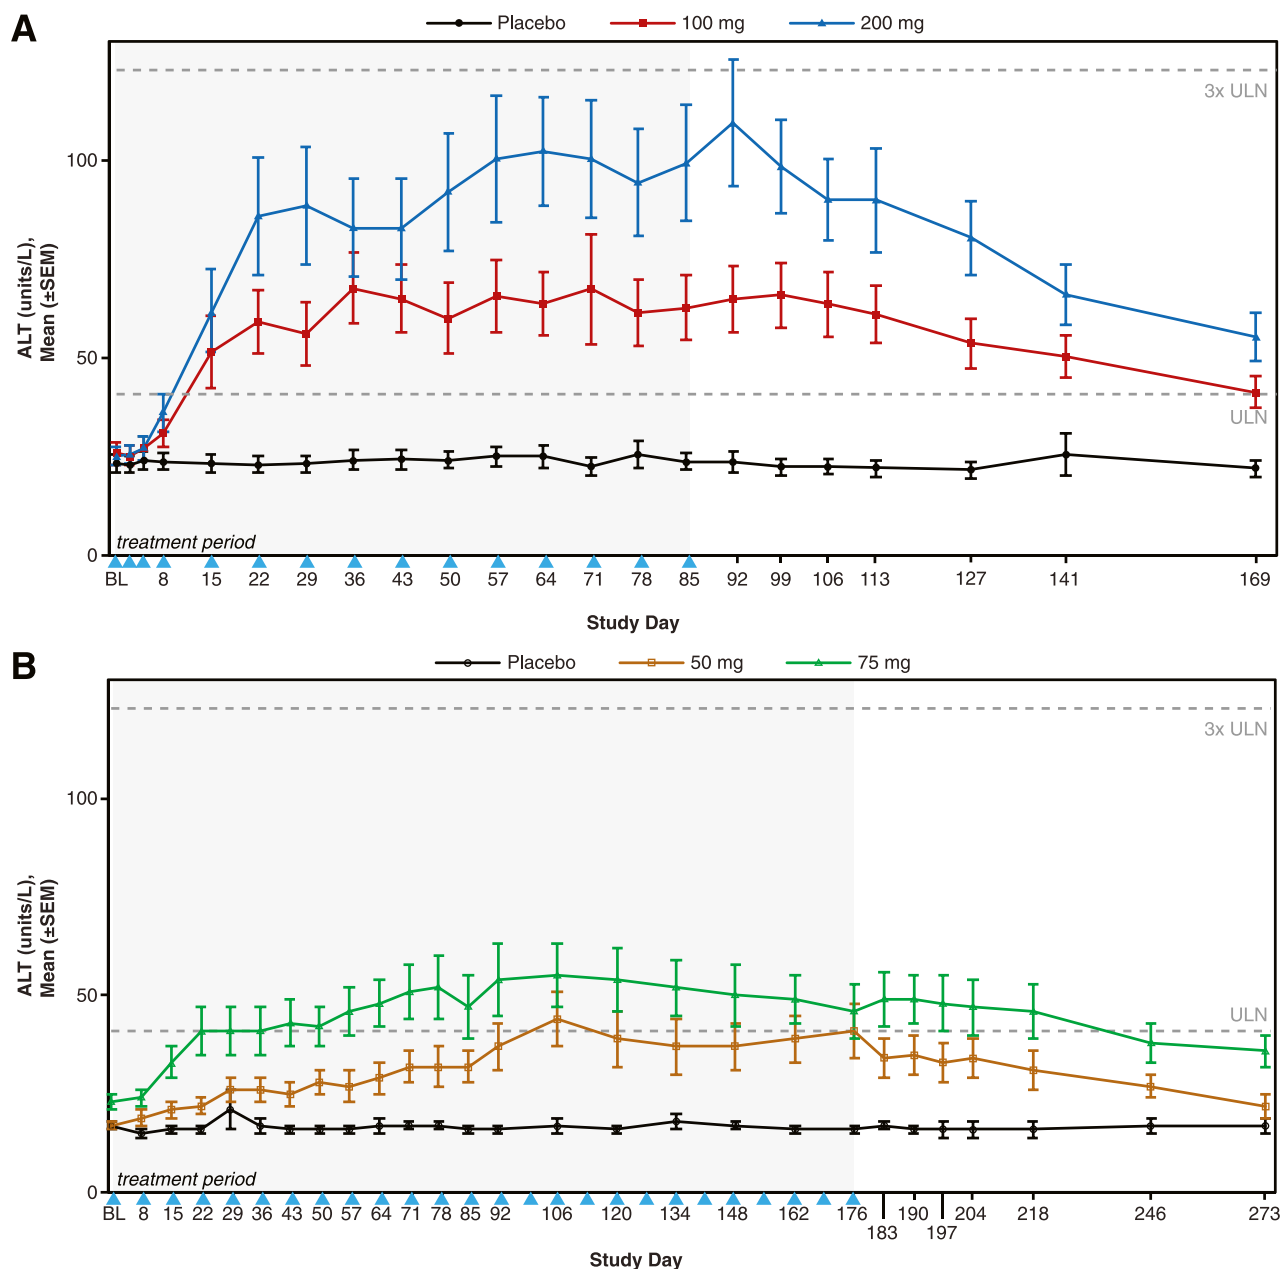 A
Placebo 100 mg 200 mg
3x ULN
100
ALT (units/L),
Mean (±SEM)
50
ULN
treatment period
0
BL 8 15 22 29 36 43 50 57 64 71 78 85 92 99 106 113 127 141 169
Study Day
B
Placebo 50 mg 75 mg
3x ULN
100
ALT (units/L),
Mean (±SEM)
50
ULN
treatment period
0
BL 8 15 22 29 36 43 50 57 64 71 78 85 92 106 120 134 148 162 176 190 204 218 246 273
183 197
Study Day